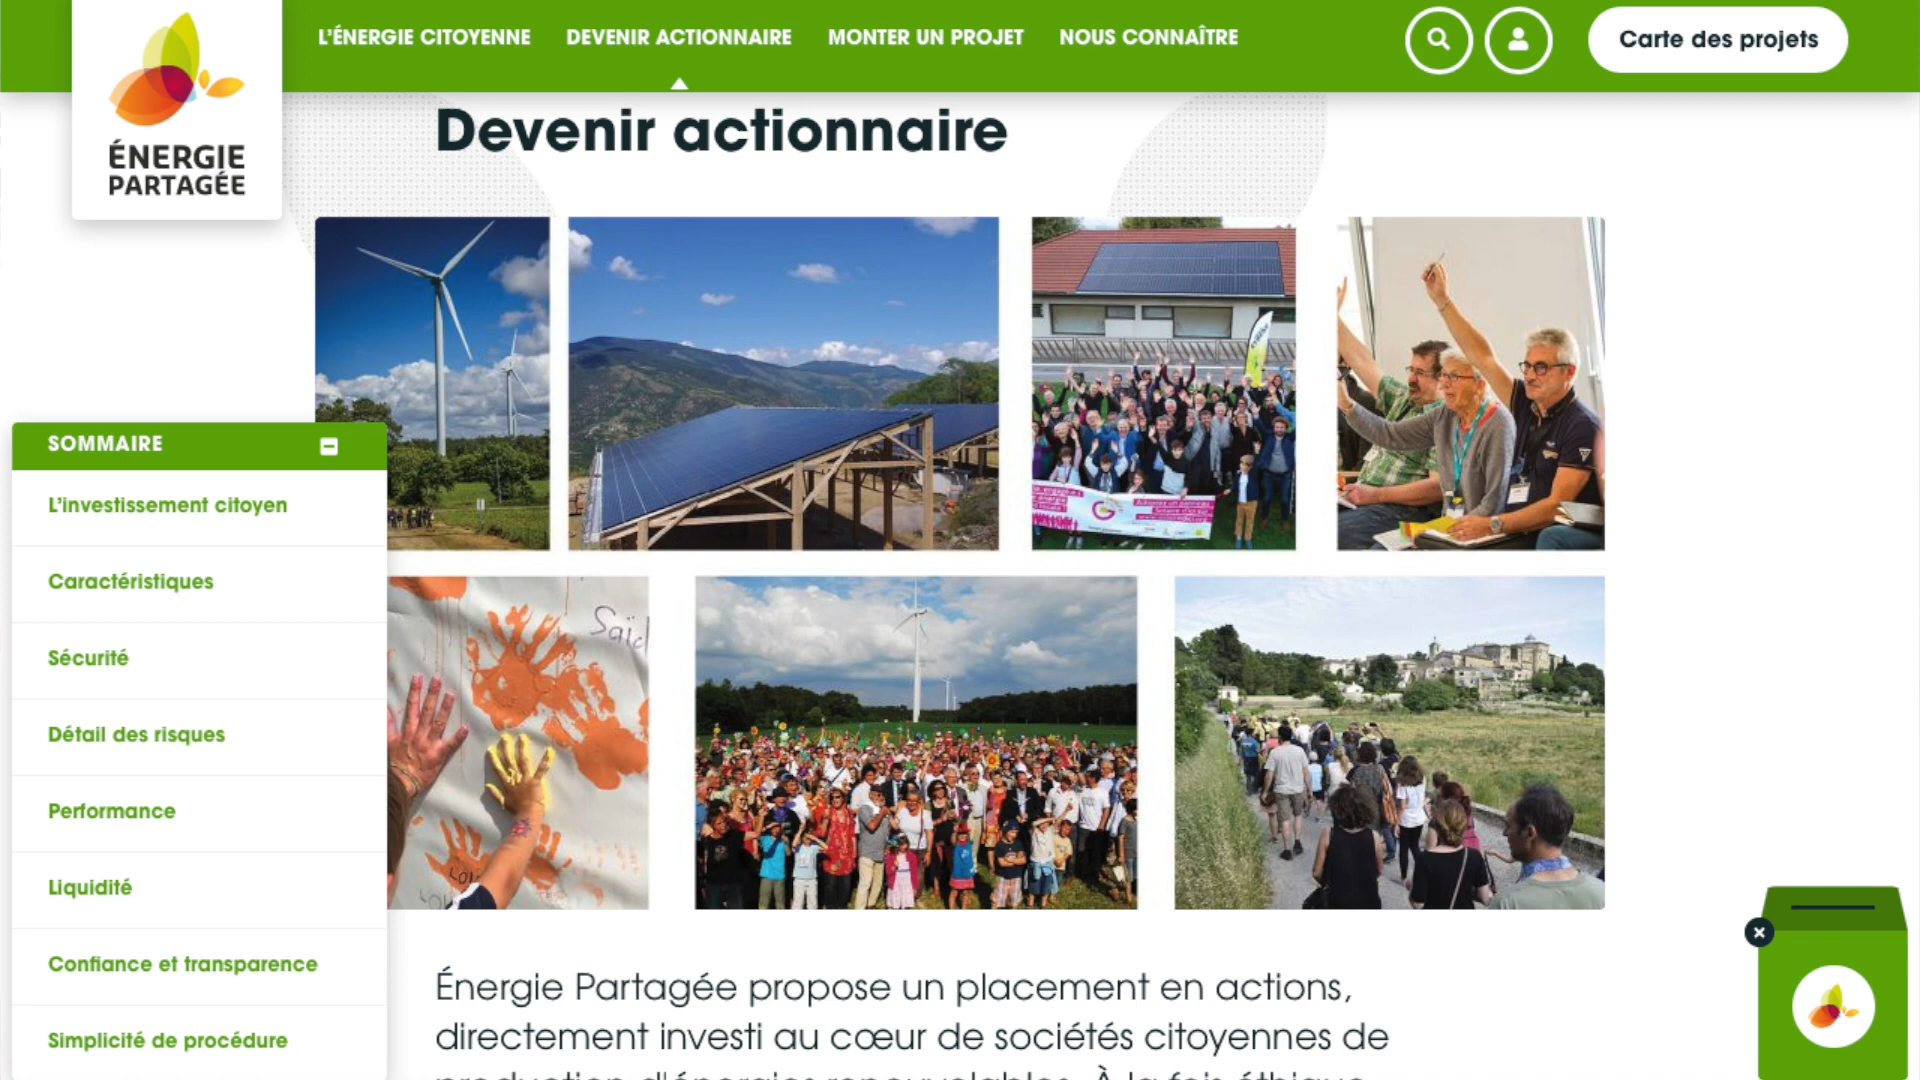 L'ÉNERGIE CITOYENNE
DEVENIR ACTIONNAIRE
MONTER UN PROJET
NOUS CONNAÎTRE
Carte des projets
ÉNERGIE
PARTAGÉE
Devenir actionnaire
SOMMAIRE
L'investissement citoyen
Caractéristiques
Sécurité
Détail des risques
Performance
Liquidité
Confiance et transparence
Simplicité de procédure
Énergie Partagée propose un placement en actions,
directement investi au cœur de sociétés citoyennes de